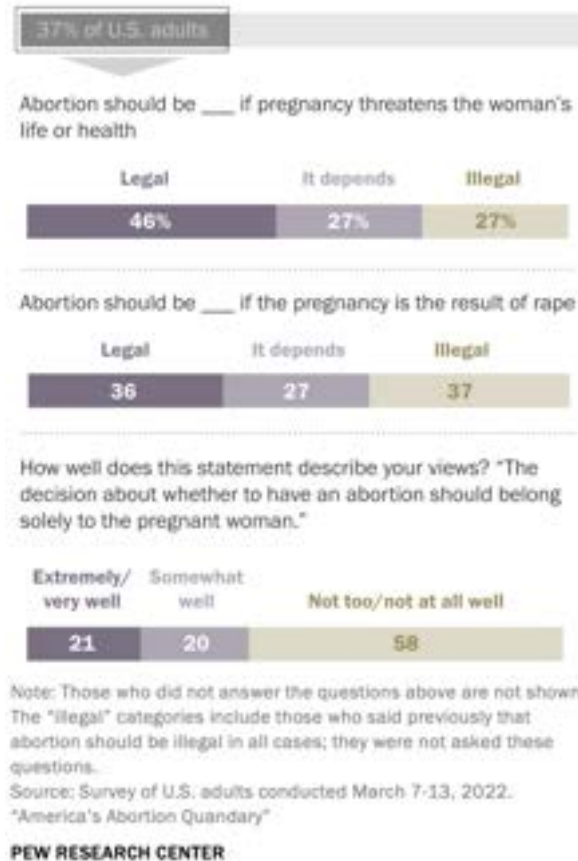 37% of U.S. adults
Abortion should be ___ if pregnancy threatens the woman's
life or health
Legal It depends Illegal
46% 27% 27%
Abortion should be ___ if the pregnancy is the result of rape
Legal It depends Illegal
36 27 37
How well does this statement describe your views? "The
decision about whether to have an abortion should belong
solely to the pregnant woman."
Extremely/ Somewhat
very well well Not too/not at all well
21 20 58
Note: Those who did not answer the questions above are not shown
The "illegal" categories include those who said previously that
abortion should be illegal in all cases; they were not asked these
questions.
Source: Survey of U.S. adults conducted March 7-13, 2022.
"America's Abortion Quandary"
PEW RESEARCH CENTER